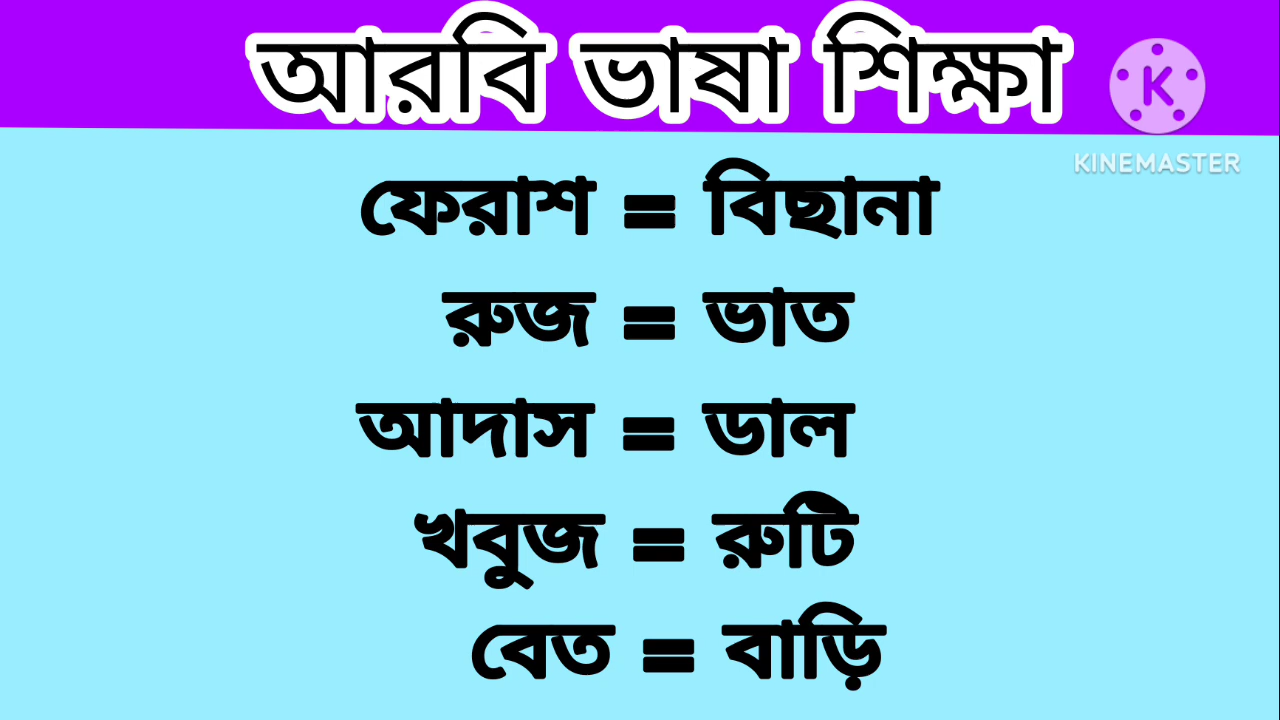 আরবি ভাষা শিক্ষা
K
KINEMASTER
ফেরাশ = বিছানা
রুজ = ভাত
আদাস = ডাল
খবুজ = রুটি
বেত = বাড়ি